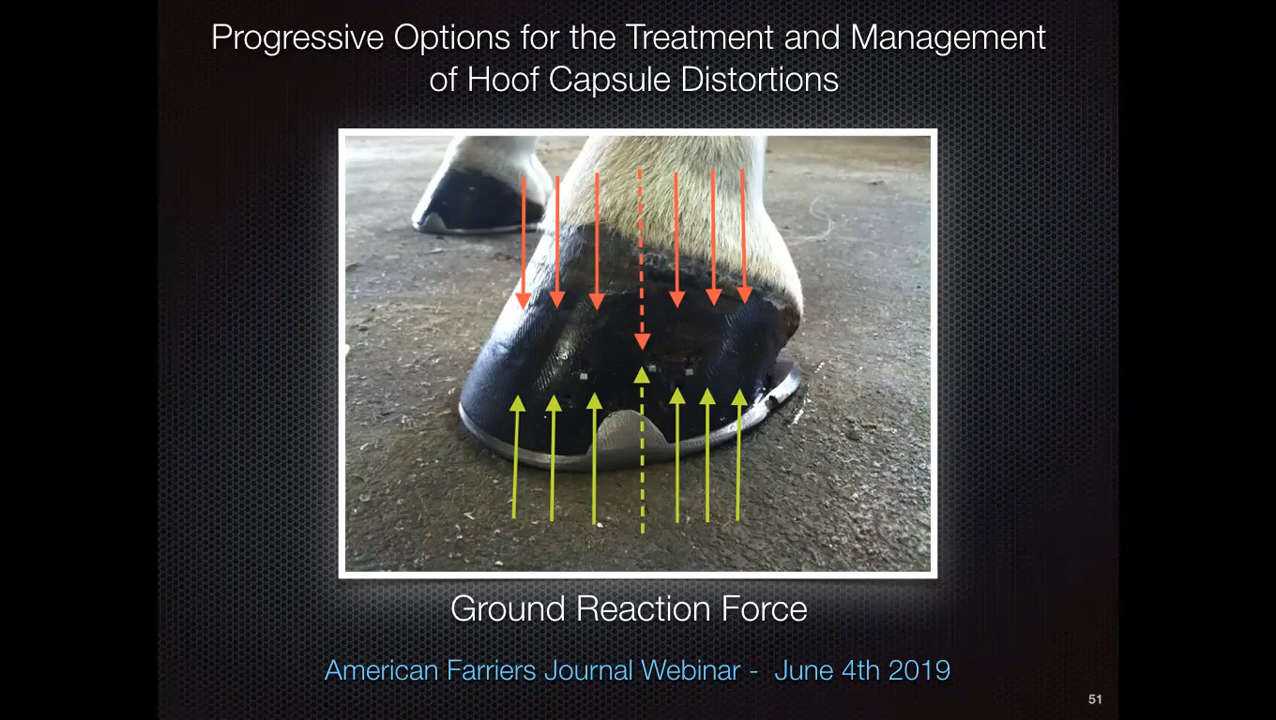 Progressive Options for the Treatment and Management
of Hoof Capsule Distortions
Ground Reaction Force
American Farriers Journal Webinar - June 4th 2019
51